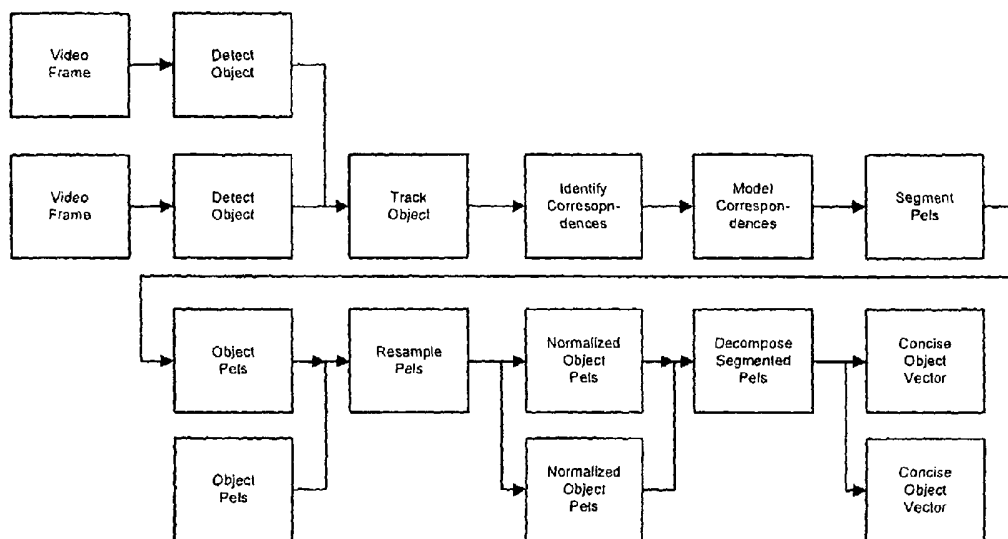 Video
Frame
Detect
Object
Video
Frame
Detect
Object
Track
Object
Identify
Corresopn-
dences
Model
Correspon-
dences
Segment
Pels
Object
Pels
Resample
Pels
Normalized
Object
Pels
Decompose
Segmented
Pels
Concise
Object
Vector
Object
Pels
Normalized
Object
Pels
Concise
Object
Vector